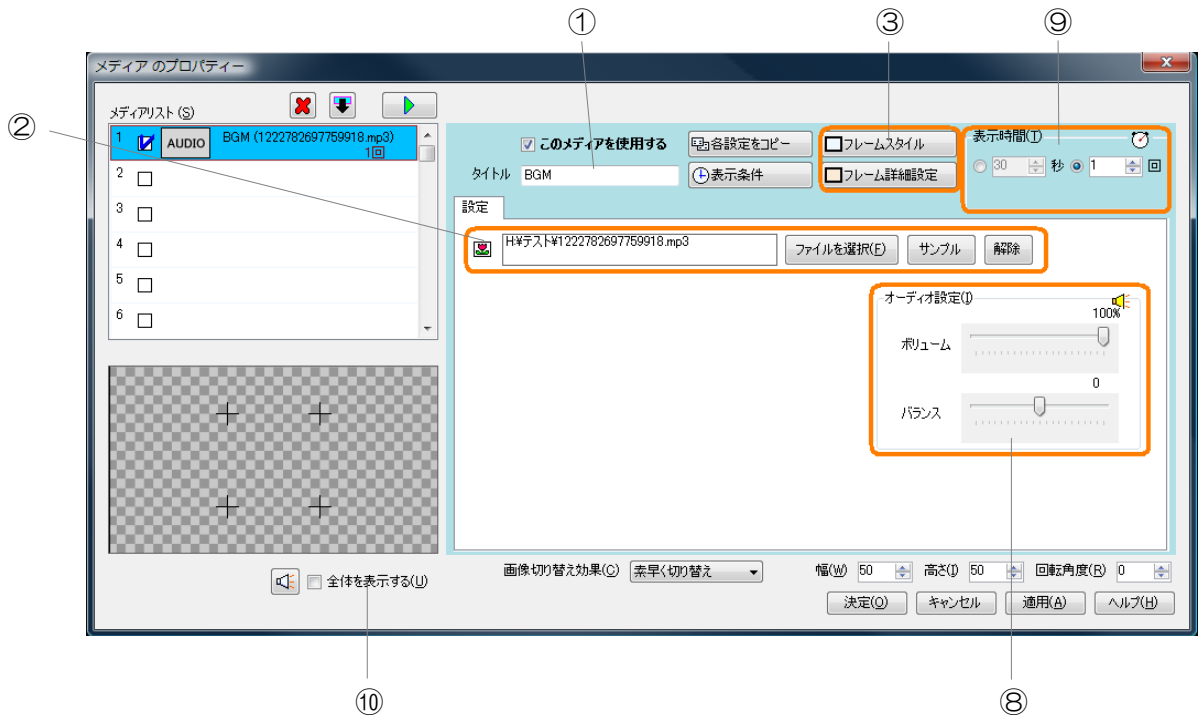 ① ③ ⑨
メディア のプロパティー
②
メディアリスト (S)
1 AUDIO BGM (1222782697759918.mp3)
1回
2
3
4
5
6
このメディアを使用する 各設定をコピー フレームスタイル 表示時間(T)
タイトル BGM 表示条件 フレーム詳細設定 30 秒 1 回
設定
H:¥テスト¥1222782697759918.mp3 ファイルを選択(F) サンプル 解除
オーディオ設定(I)
100%
ボリューム
0
バランス
全体を表示する(U)
画像切り替え効果(C) 素早く切り替え 幅(W) 50 高さ(I) 50 回転角度(R) 0
決定(O) キャンセル 適用(A) ヘルプ(H)
⑩ ⑧